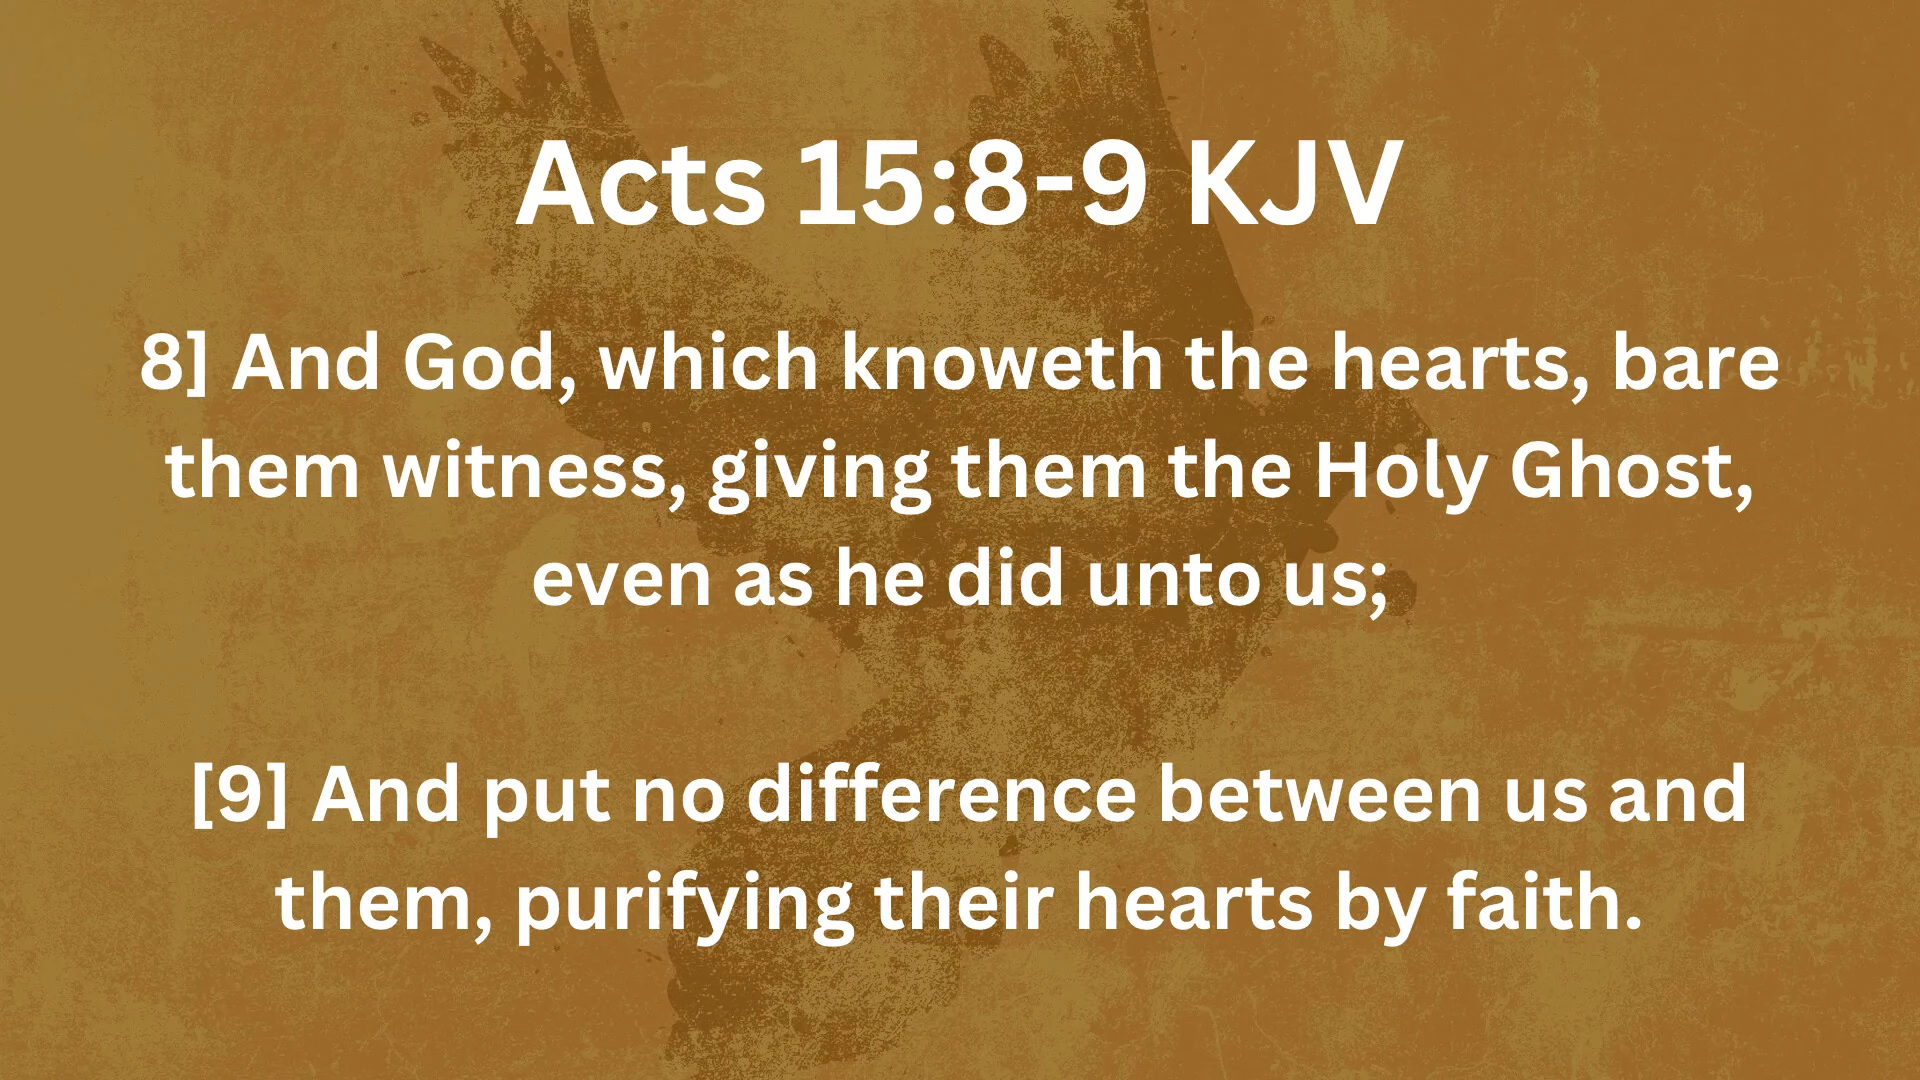 Acts 15:8-9 KJV
8] And God, which knoweth the hearts, bare
them witness, giving them the Holy Ghost,
even as he did unto us;
[9] And put no difference between us and
them, purifying their hearts by faith.